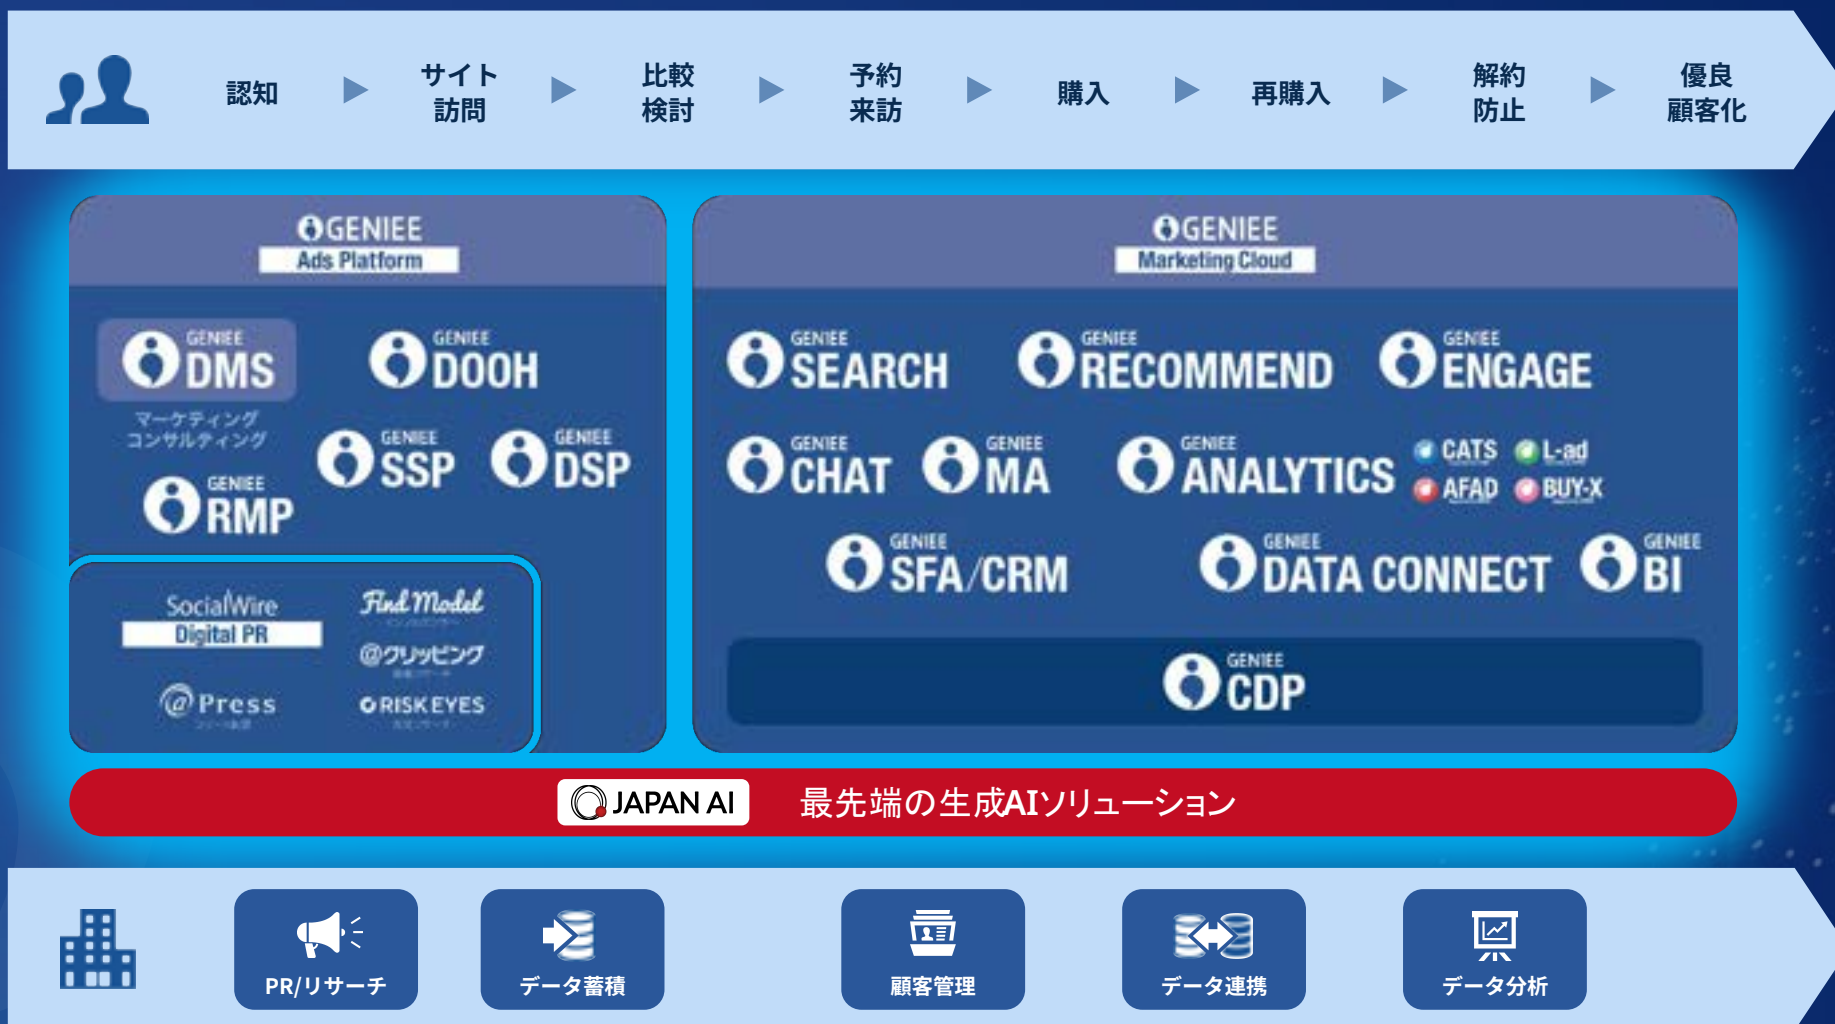 認知
サイト
訪問
比較
検討
予約
来訪
購入
再購入
解約
防止
優良
顧客化
GENIEE
Ads Platform
GENIEE
DMS
マーケティング
コンサルティング
GENIEE
DOOH
GENIEE
SSP
GENIEE
DSP
GENIEE
RMP
SocialWire
Digital PR
Find Model
@クリッピング
@Press
RISK EYES
GENIEE
Marketing Cloud
GENIEE
SEARCH
GENIEE
RECOMMEND
GENIEE
ENGAGE
GENIEE
CHAT
GENIEE
MA
GENIEE
ANALYTICS
CATS
L-ad
AFAD
BUY-X
GENIEE
SFA/CRM
GENIEE
DATA CONNECT
GENIEE
BI
GENIEE
CDP
JAPAN AI 最先端の生成AIソリューション
PR/リサーチ
データ蓄積
顧客管理
データ連携
データ分析